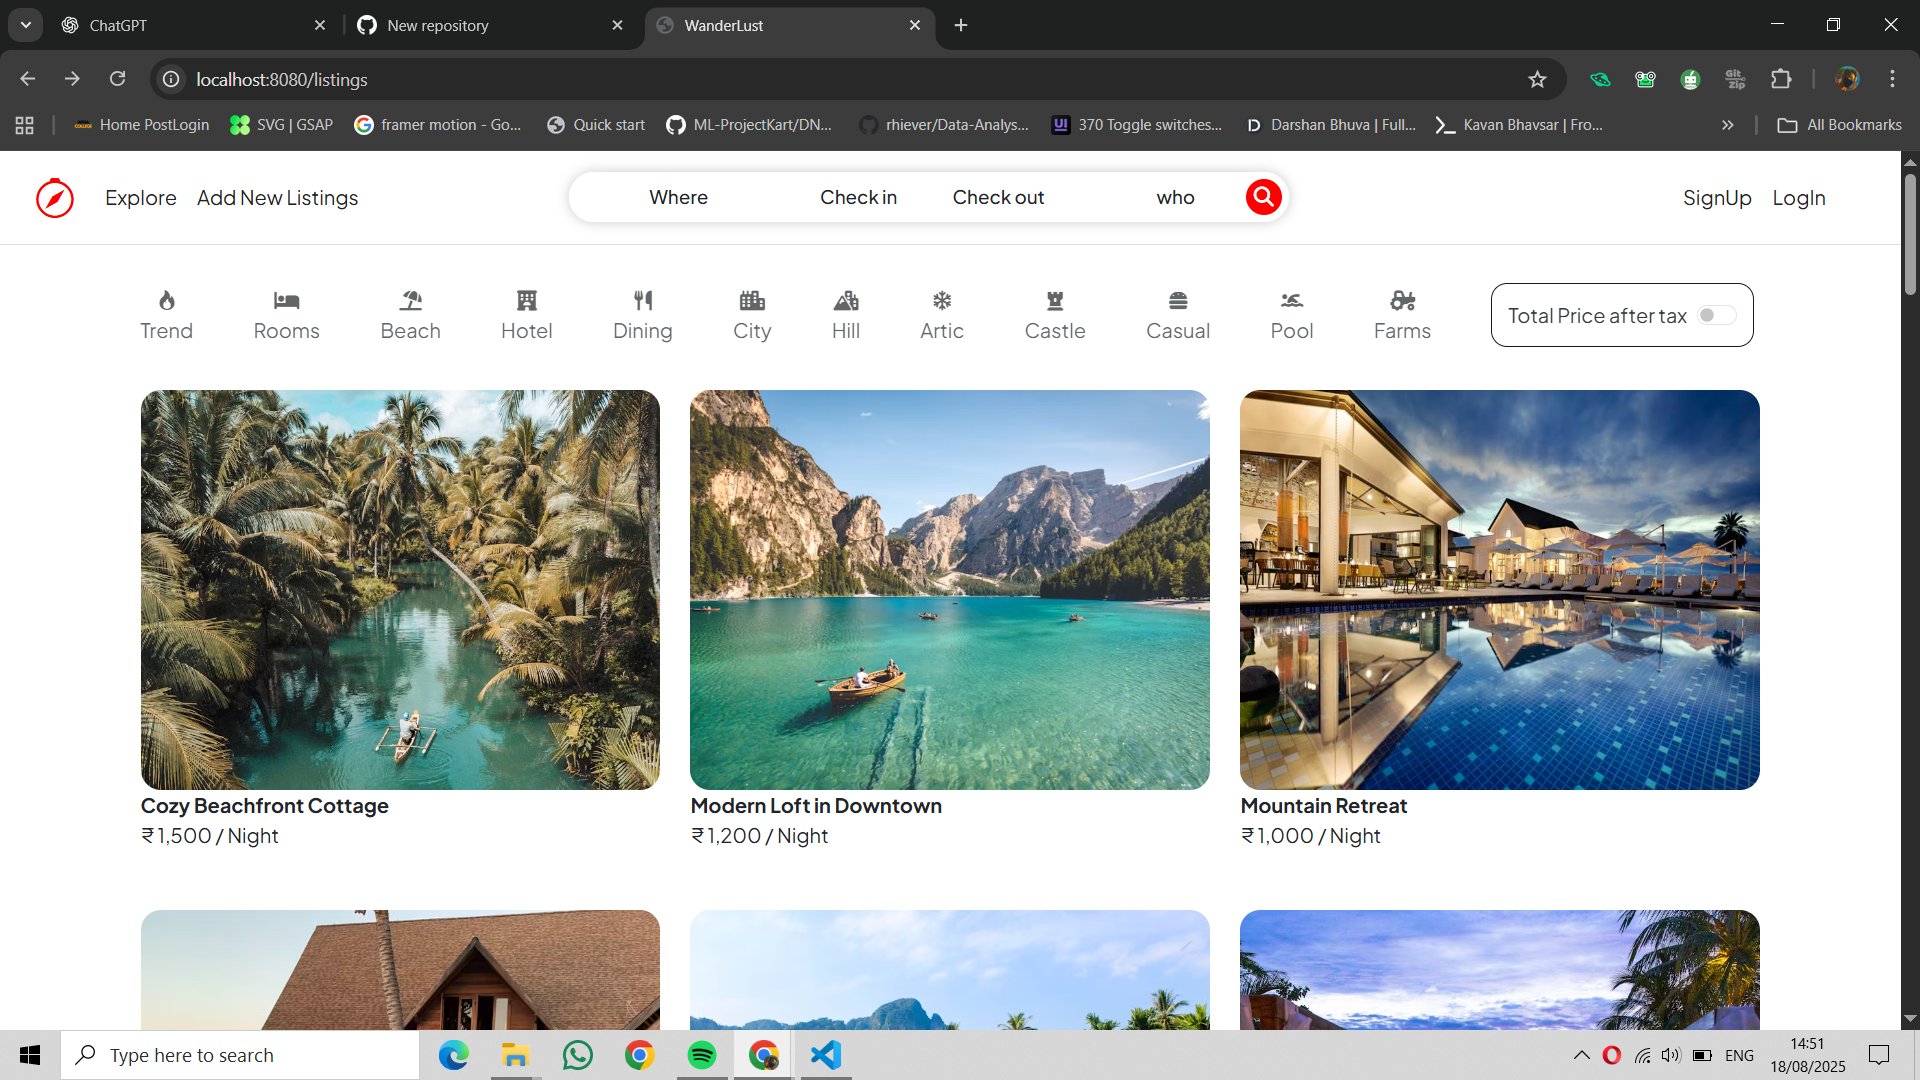 ChatGPT
New repository
WanderLust
localhost:8080/listings
Git
zip
COLLEGE Home PostLogin
SVG | GSAP
framer motion - Go...
Quick start
ML-ProjectKart/DN...
rhiever/Data-Analys...
UI 370 Toggle switches...
D Darshan Bhuva | Full...
Kavan Bhavsar | Fro...
All Bookmarks
Explore
Add New Listings
Where
Check in
Check out
who
SignUp
LogIn
Trend
Rooms
Beach
Hotel
Dining
City
Hill
Artic
Castle
Casual
Pool
Farms
Total Price after tax
Cozy Beachfront Cottage
₹1,500 / Night
Modern Loft in Downtown
₹1,200 / Night
Mountain Retreat
₹1,000 / Night
Type here to search
ENG
14:51
18/08/2025